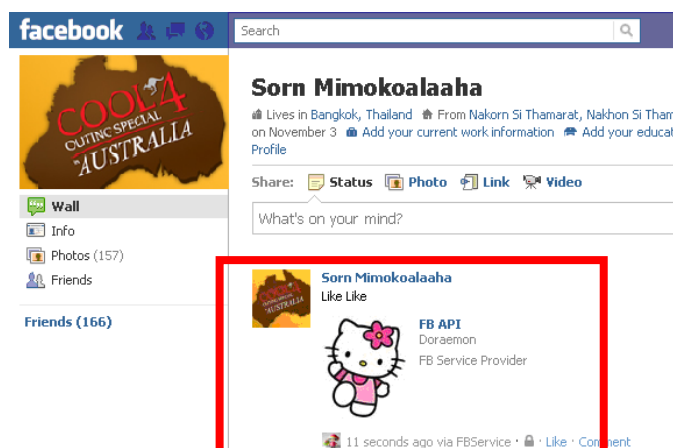 facebook
Search
COOL4
OUTING SPECIAL
in AUSTRALIA
Sorn Mimokoalaaha
Lives in Bangkok, Thailand From Nakorn Si Thamarat, Nakhon Si Tham
on November 3 Add your current work information Add your educat
Profile
Share: Status Photo Link Video
What's on your mind?
Wall
Info
Photos (157)
Friends
Friends (166)
Sorn Mimokoalaaha
Like Like
FB API
Doraemon
FB Service Provider
11 seconds ago via FBService · Like · Comment